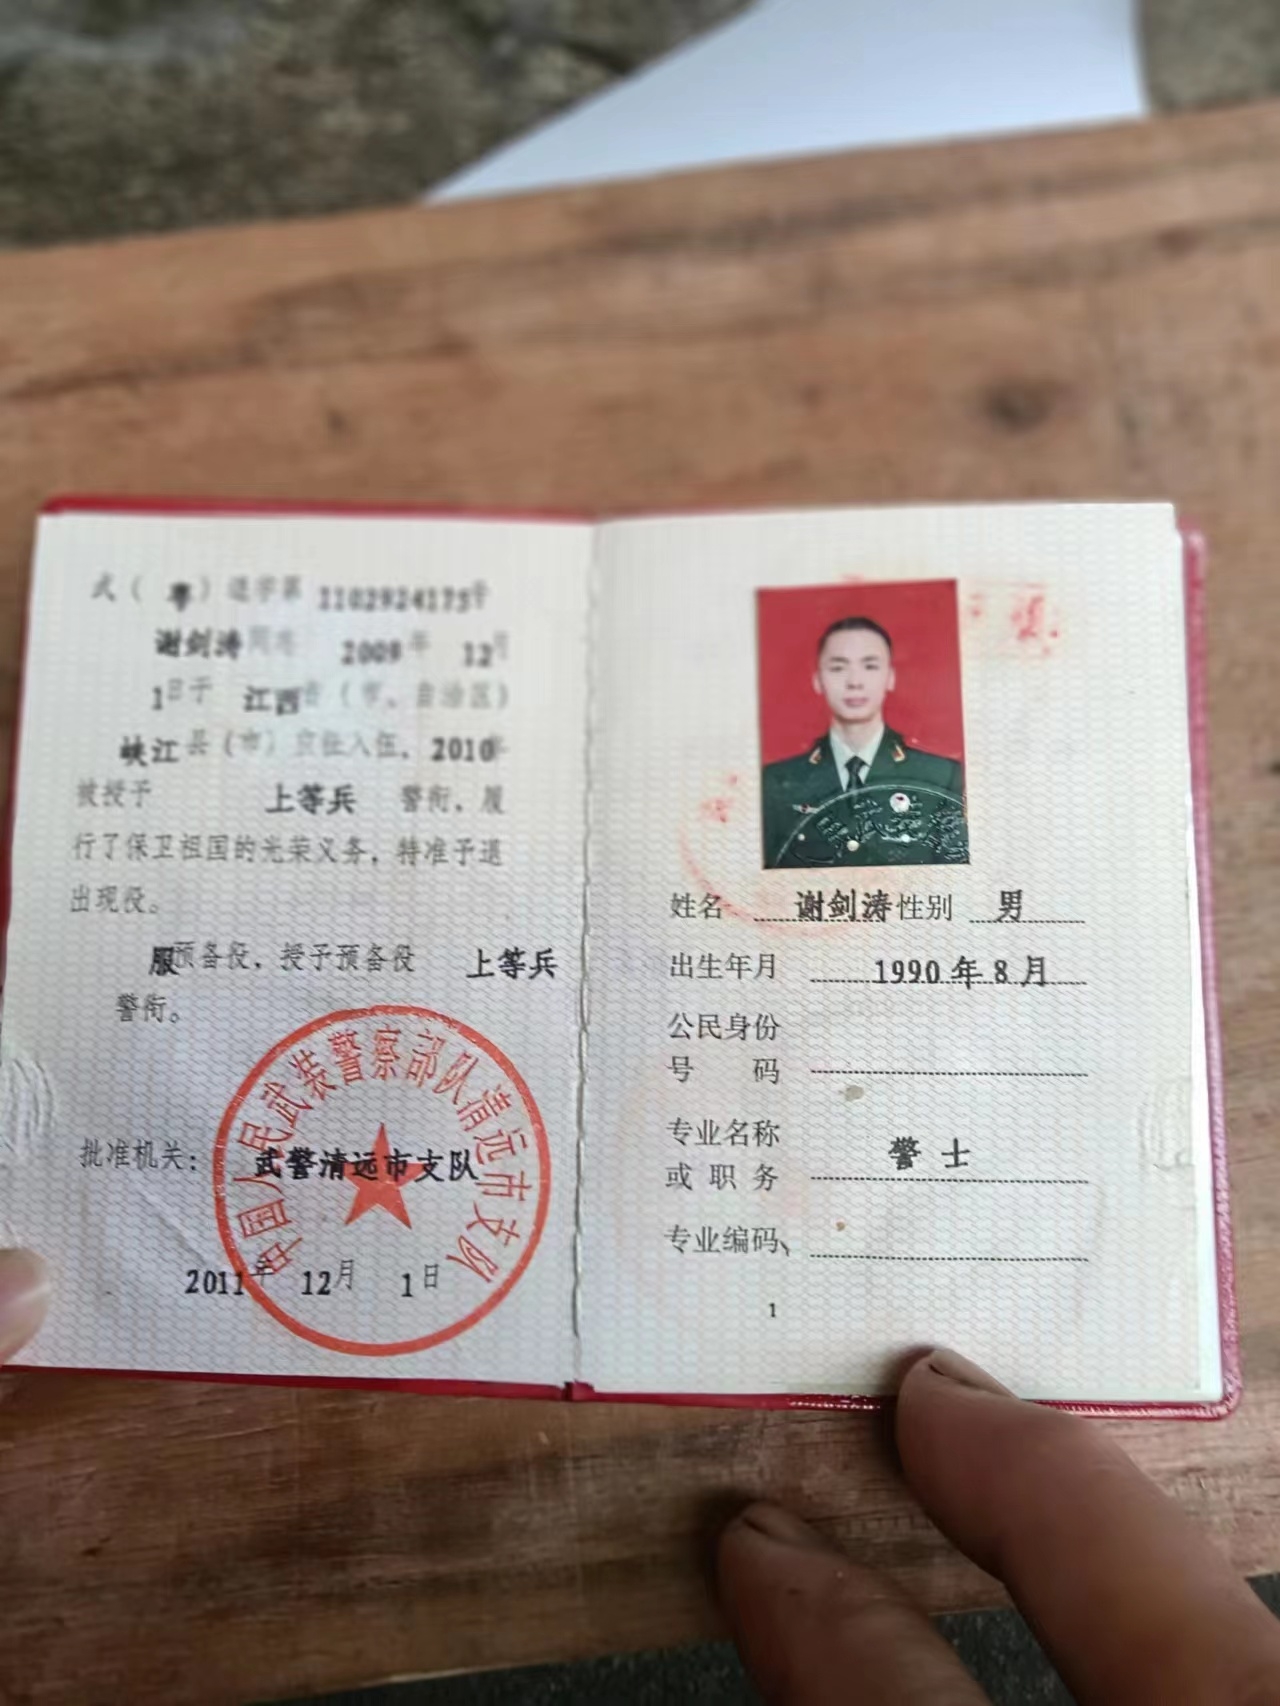 武（粤）退字第 1102924175号
谢剑涛同志 2009年 12月
1日于 江西省（市、自治区）
峡江县（市）应征入伍，2010年
被授予 上等兵 警衔，履
行了保卫祖国的光荣义务，特准予退
出现役。
服预备役，授予预备役 上等兵
警衔。
中国人民武装警察部队清远市支队
批准机关： 武警清远市支队
2011年 12月 1日
姓名 谢剑涛 性别 男
出生年月 1990年8月
公民身份
号 码
专业名称 警士
或 职 务
专业编码、
1